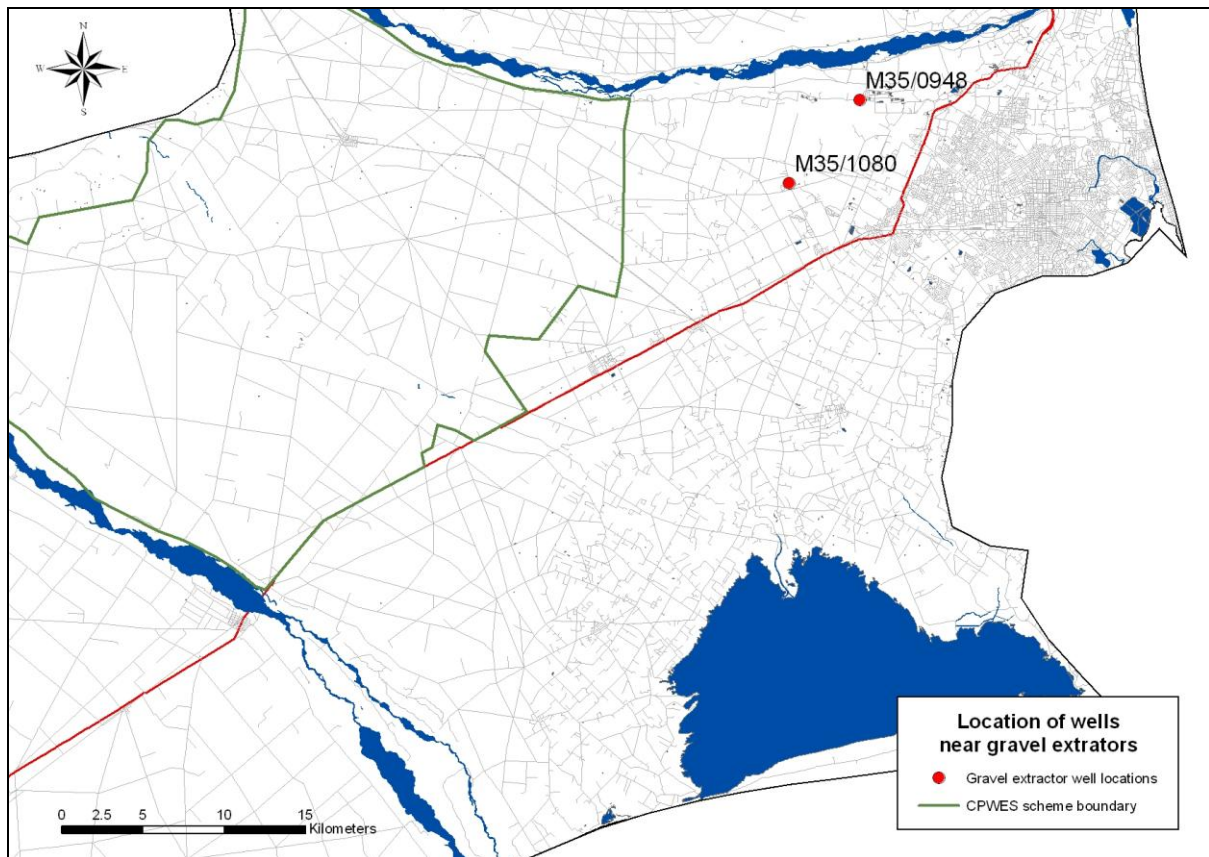 N
W E
S
M35/0948
M35/1080
Location of wells
near gravel extrators
Gravel extractor well locations
CPWES scheme boundary
0 2.5 5 10 15
Kilometers